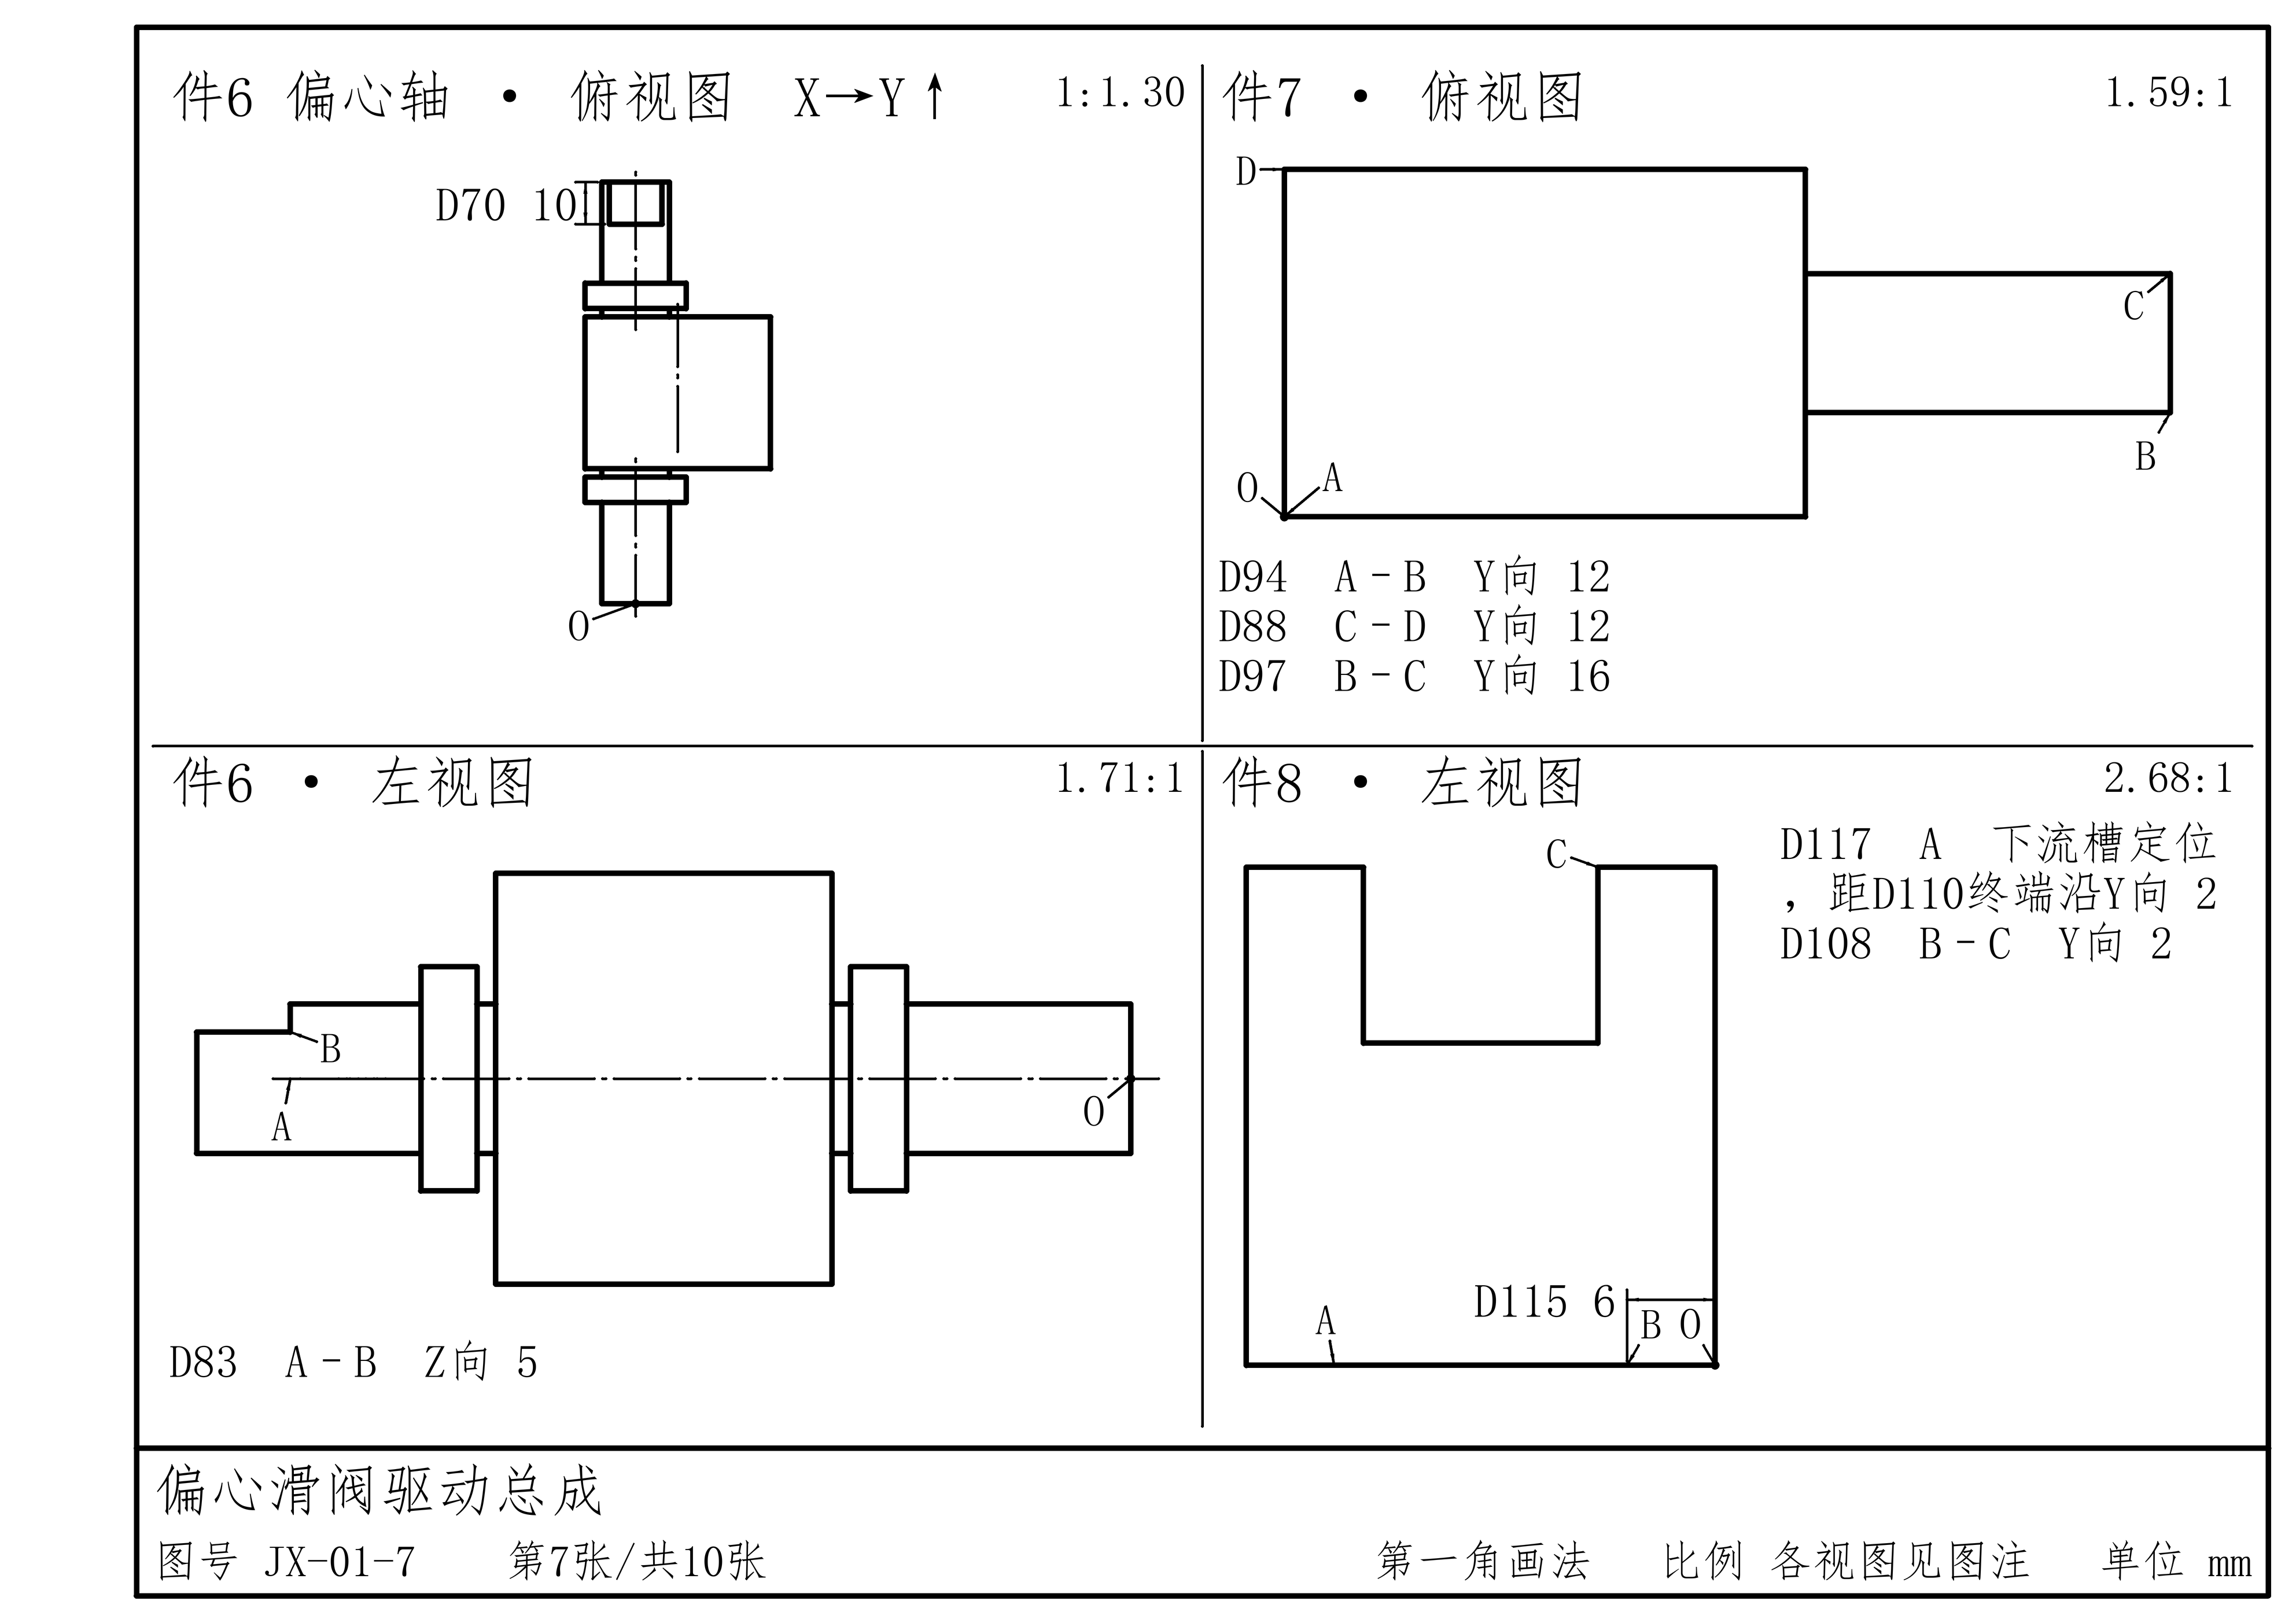 件6 偏心轴 · 俯视图 X→Y↑ 1:1.30
D70 10
O
件7 · 俯视图 1.59:1
D
C
B
O A
D94 A-B Y向 12
D88 C-D Y向 12
D97 B-C Y向 16
件6 · 左视图 1.71:1
B
A
O
D83 A-B Z向 5
件8 · 左视图 2.68:1
C
D117 A 下流槽定位
，距D110终端沿Y向 2
D108 B-C Y向 2
D115 6
A B O
偏心滑阀驱动总成
图号 JX-01-7 第7张/共10张 第一角画法 比例 各视图见图注 单位 mm